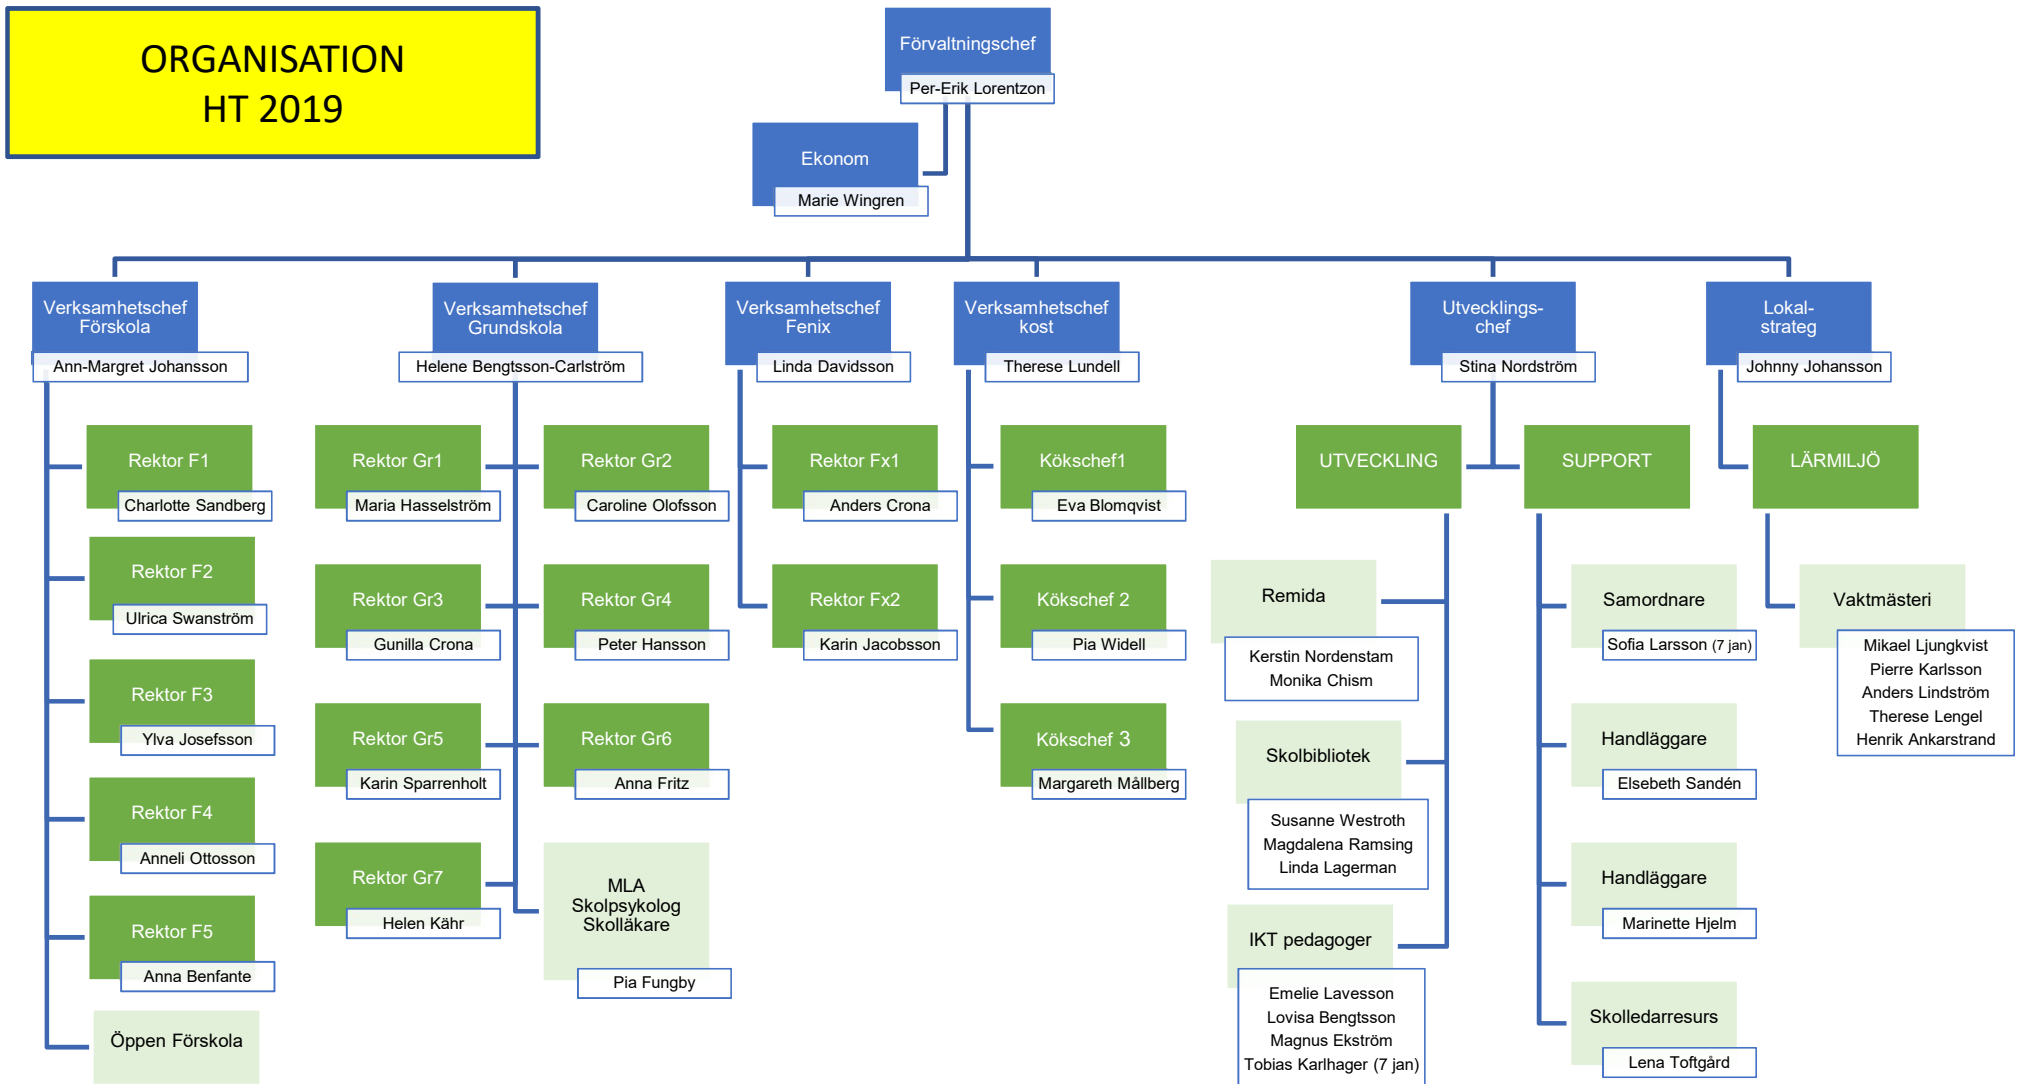 ORGANISATION
HT 2019
Förvaltningschef
Per-Erik Lorentzon
Ekonom
Marie Wingren
Verksamhetschef
Förskola
Ann-Margret Johansson
Rektor F1
Charlotte Sandberg
Rektor F2
Ulrica Swanström
Rektor F3
Ylva Josefsson
Rektor F4
Anneli Ottosson
Rektor F5
Anna Benfante
Öppen Förskola
Verksamhetschef
Grundskola
Helene Bengtsson-Carlström
Rektor Gr1
Maria Hasselström
Rektor Gr2
Caroline Olofsson
Rektor Gr3
Gunilla Crona
Rektor Gr4
Peter Hansson
Rektor Gr5
Karin Sparrenholt
Rektor Gr6
Anna Fritz
Rektor Gr7
Helen Kähr
MLA
Skolpsykolog
Skolläkare
Pia Fungby
Verksamhetschef
Fenix
Linda Davidsson
Rektor Fx1
Anders Crona
Rektor Fx2
Karin Jacobsson
Verksamhetschef
kost
Therese Lundell
Kökschef1
Eva Blomqvist
Kökschef 2
Pia Widell
Kökschef 3
Margareth Mållberg
Utvecklings-
chef
Stina Nordström
UTVECKLING
Remida
Kerstin Nordenstam
Monika Chism
Skolbibliotek
Susanne Westroth
Magdalena Ramsing
Linda Lagerman
IKT pedagoger
Emelie Lavesson
Lovisa Bengtsson
Magnus Ekström
Tobias Karlhager (7 jan)
SUPPORT
Samordnare
Sofia Larsson (7 jan)
Handläggare
Elsebeth Sandén
Handläggare
Marinette Hjelm
Skolledarresurs
Lena Toftgård
Lokal-
strateg
Johnny Johansson
LÄRMILJÖ
Vaktmästeri
Mikael Ljungkvist
Pierre Karlsson
Anders Lindström
Therese Lengel
Henrik Ankarstrand